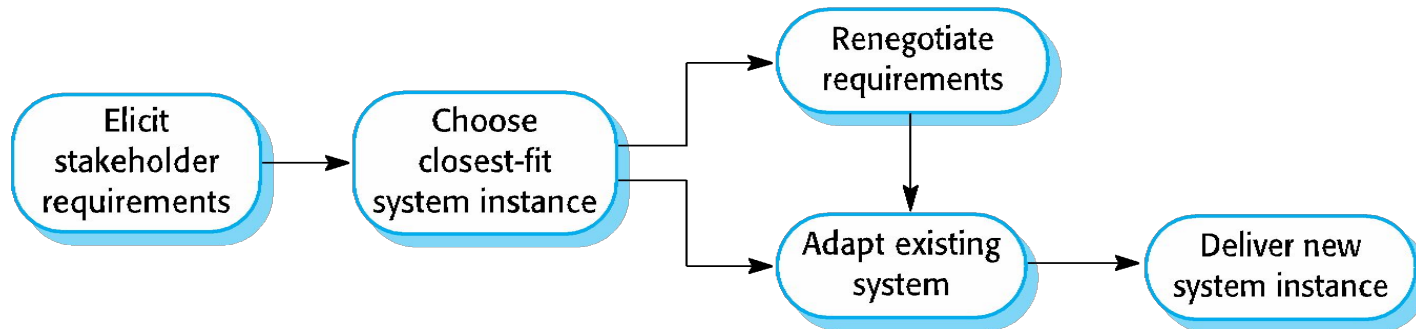 Elicit
stakeholder
requirements
Choose
closest-fit
system instance
Renegotiate
requirements
Adapt existing
system
Deliver new
system instance